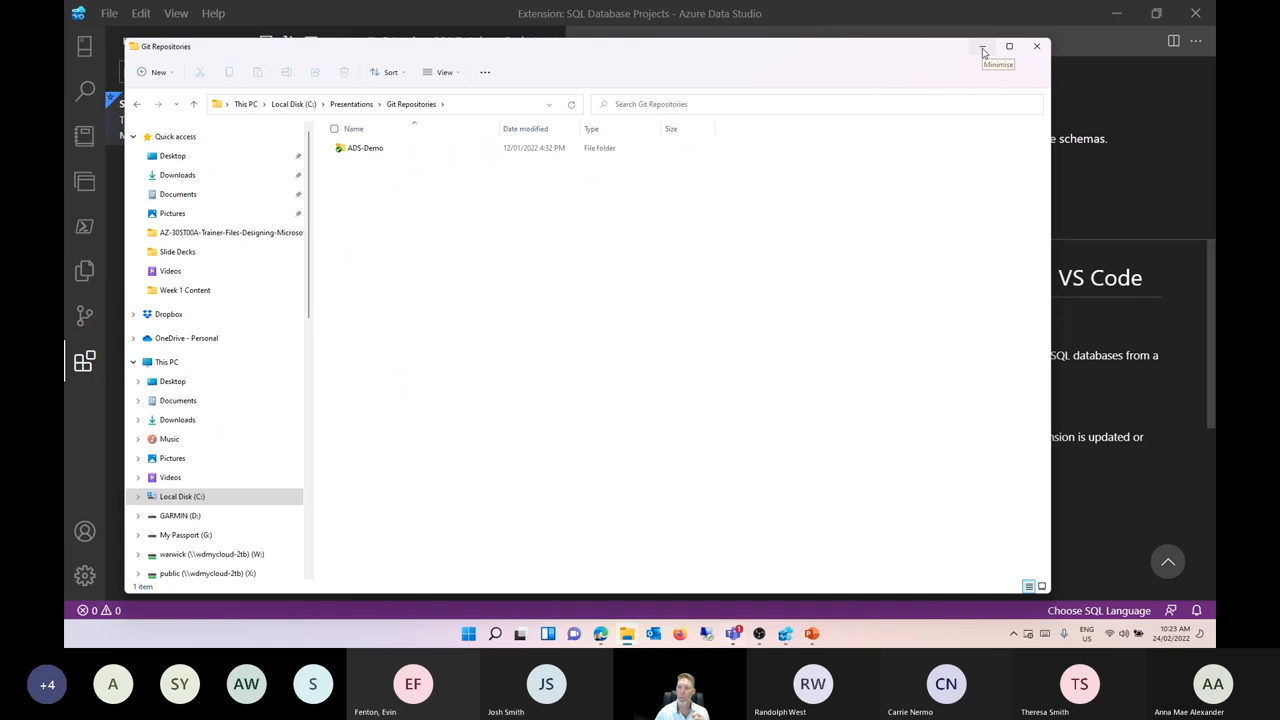 File Edit View Help
Extension: SQL Database Projects - Azure Data Studio
Git Repositories
Minimise
New
Sort
View
This PC > Local Disk (C:) > Presentations > Git Repositories >
Search Git Repositories
Name Date modified Type Size
ADS-Demo 12/01/2022 4:32 PM File folder
Quick access
Desktop
Downloads
Documents
Pictures
AZ-305T00A-Trainer-Files-Designing-Microso
Slide Decks
Videos
Week 1 Content
Dropbox
OneDrive - Personal
This PC
Desktop
Documents
Downloads
Music
Pictures
Videos
Local Disk (C:)
GARMIN (D:)
My Passport (G:)
warwick (\\wdmycloud-2tb) (W:)
public (\\wdmycloud-2tb) (X:)
1 item
e schemas.
VS Code
SQL databases from a
nsion is updated or
0 0
Choose SQL Language
1
ENG
US
10:23 AM
24/02/2022
+4
A
SY
AW
S
EF
Fenton, Evin
JS
Josh Smith
RW
Randolph West
CN
Carrie Nermo
TS
Theresa Smith
AA
Anna Mae Alexander